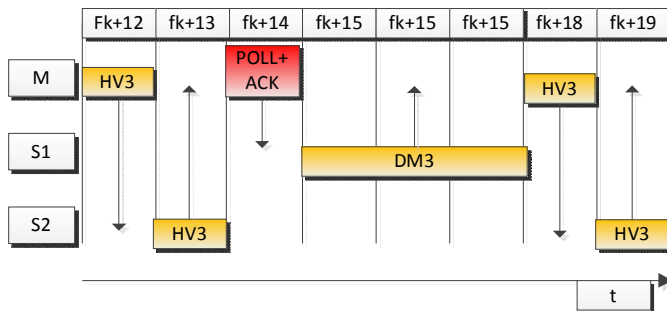 Fk+12 fk+13 fk+14 fk+15 fk+15 fk+15 fk+18 fk+19
M HV3 POLL+ HV3
ACK
S1 DM3
S2 HV3 HV3
t